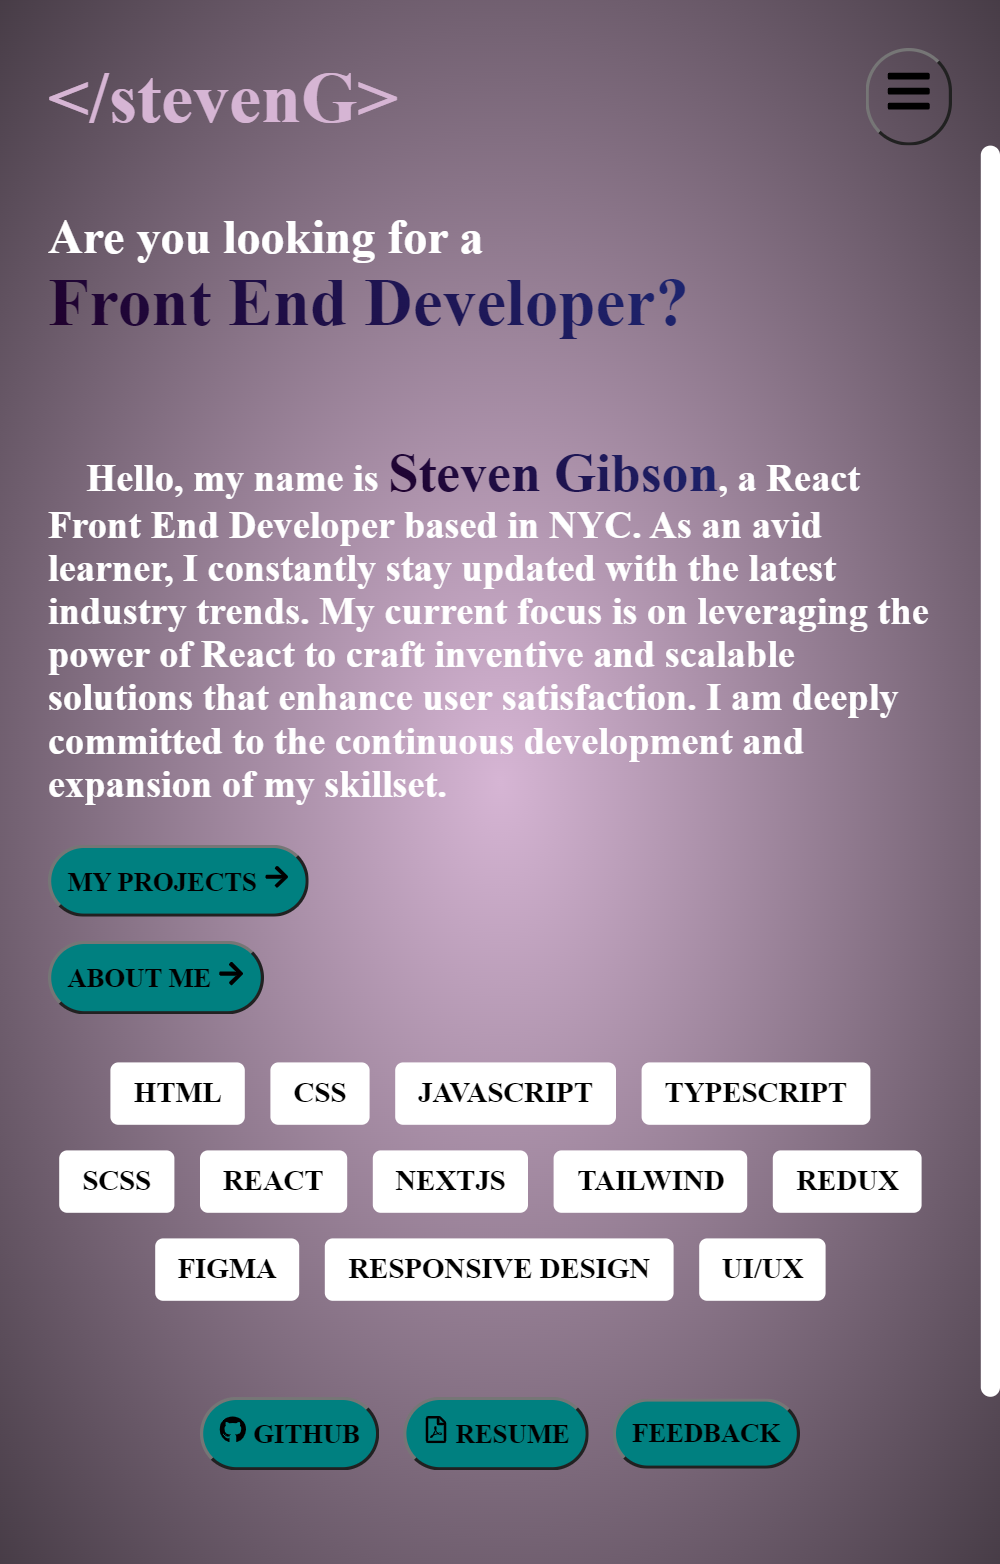 </stevenG>
Are you looking for a
Front End Developer?
Hello, my name is Steven Gibson, a React
Front End Developer based in NYC. As an avid
learner, I constantly stay updated with the latest
industry trends. My current focus is on leveraging the
power of React to craft inventive and scalable
solutions that enhance user satisfaction. I am deeply
committed to the continuous development and
expansion of my skillset.
MY PROJECTS
ABOUT ME
HTML CSS JAVASCRIPT TYPESCRIPT
SCSS REACT NEXTJS TAILWIND REDUX
FIGMA RESPONSIVE DESIGN UI/UX
GITHUB RESUME FEEDBACK